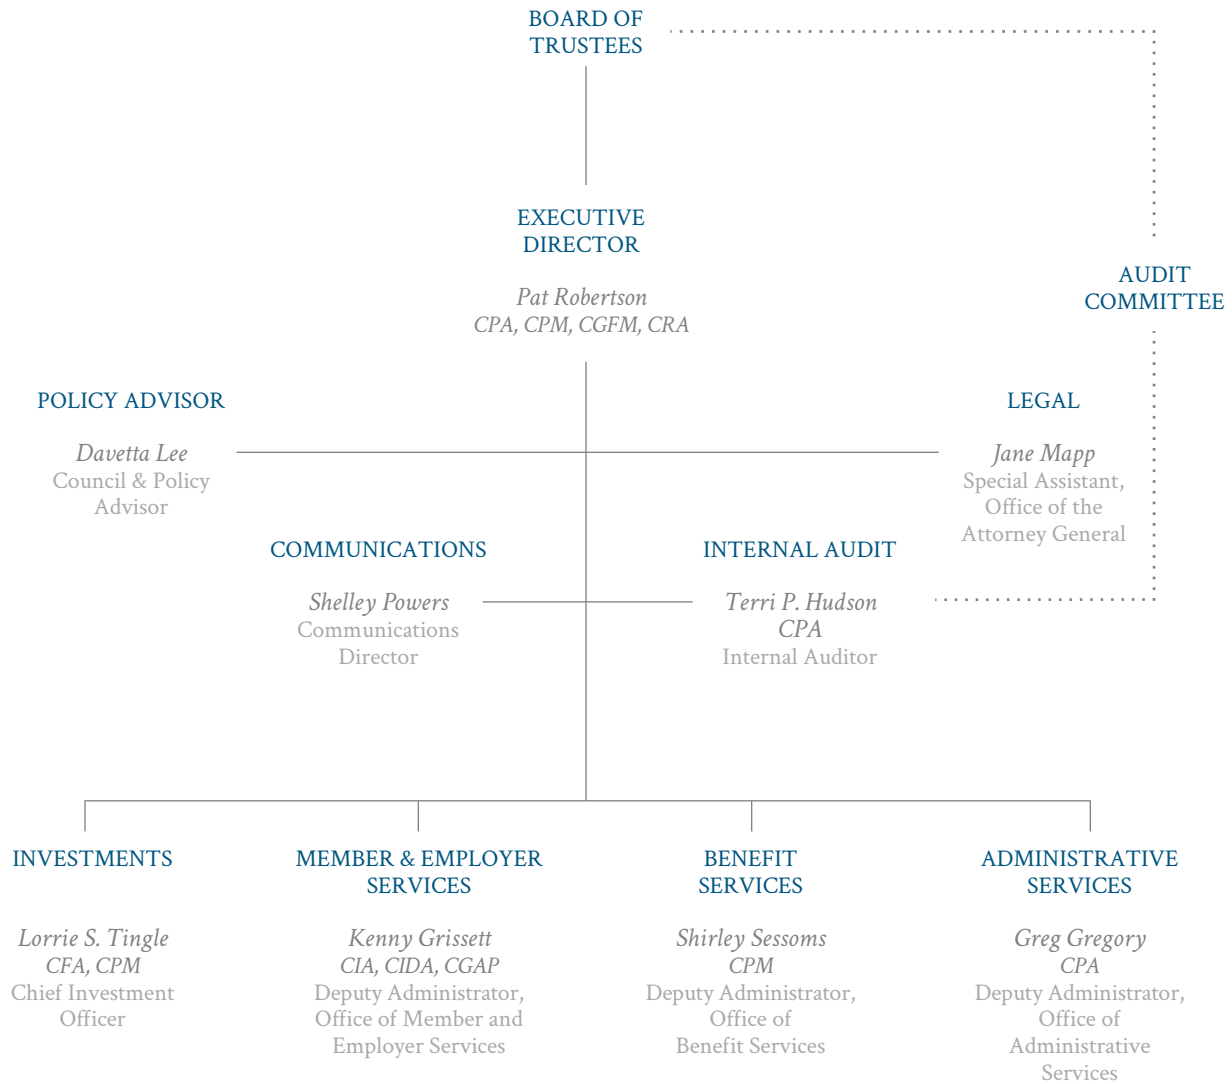 BOARD OF
TRUSTEES
EXECUTIVE
DIRECTOR
Pat Robertson
CPA, CPM, CGFM, CRA
AUDIT
COMMITTEE
POLICY ADVISOR
Davetta Lee
Council & Policy
Advisor
LEGAL
Jane Mapp
Special Assistant,
Office of the
Attorney General
COMMUNICATIONS
Shelley Powers
Communications
Director
INTERNAL AUDIT
Terri P. Hudson
CPA
Internal Auditor
INVESTMENTS
Lorrie S. Tingle
CFA, CPM
Chief Investment
Officer
MEMBER & EMPLOYER
SERVICES
Kenny Grissett
CIA, CIDA, CGAP
Deputy Administrator,
Office of Member and
Employer Services
BENEFIT
SERVICES
Shirley Sessoms
CPM
Deputy Administrator,
Office of
Benefit Services
ADMINISTRATIVE
SERVICES
Greg Gregory
CPA
Deputy Administrator,
Office of
Administrative
Services